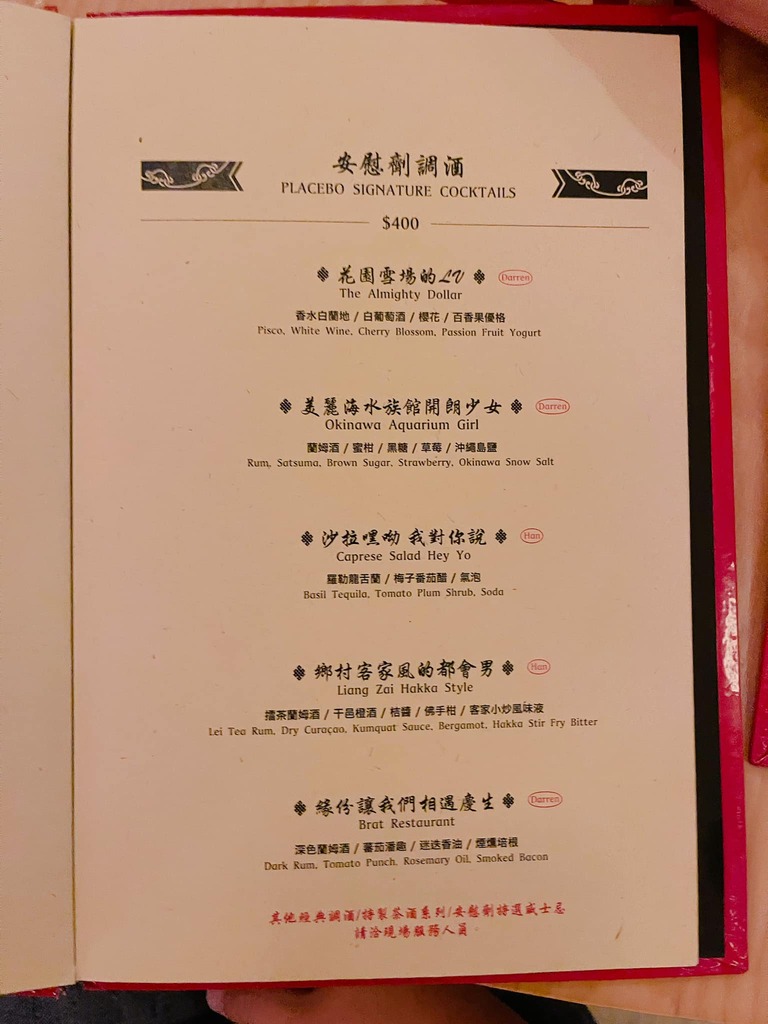 安慰劑調酒
PLACEBO SIGNATURE COCKTAILS
$400
花園雪場的LV Darren
The Almighty Dollar
香水白蘭地 / 白葡萄酒 / 櫻花 / 百香果優格
Pisco, White Wine, Cherry Blossom, Passion Fruit Yogurt
美麗海水族館開朗少女 Darren
Okinawa Aquarium Girl
蘭姆酒 / 蜜柑 / 黑糖 / 草莓 / 沖繩島鹽
Rum, Satsuma, Brown Sugar, Strawberry, Okinawa Snow Salt
沙拉嘿呦 我對你說 Han
Caprese Salad Hey Yo
羅勒龍舌蘭 / 梅子番茄醋 / 氣泡
Basil Tequila, Tomato Plum Shrub, Soda
鄉村客家風的都會男 Han
Liang Zai Hakka Style
擂茶蘭姆酒 / 干邑橙酒 / 桔醬 / 佛手柑 / 客家小炒風味液
Lei Tea Rum, Dry Curaçao, Kumquat Sauce, Bergamot, Hakka Stir Fry Bitter
緣份讓我們相遇慶生 Darren
Brat Restaurant
深色蘭姆酒 / 蕃茄潘趣 / 迷迭香油 / 煙燻培根
Dark Rum, Tomato Punch, Rosemary Oil, Smoked Bacon
其他經典調酒/特製茶酒系列/安慰劑特選威士忌
請洽現場服務人員